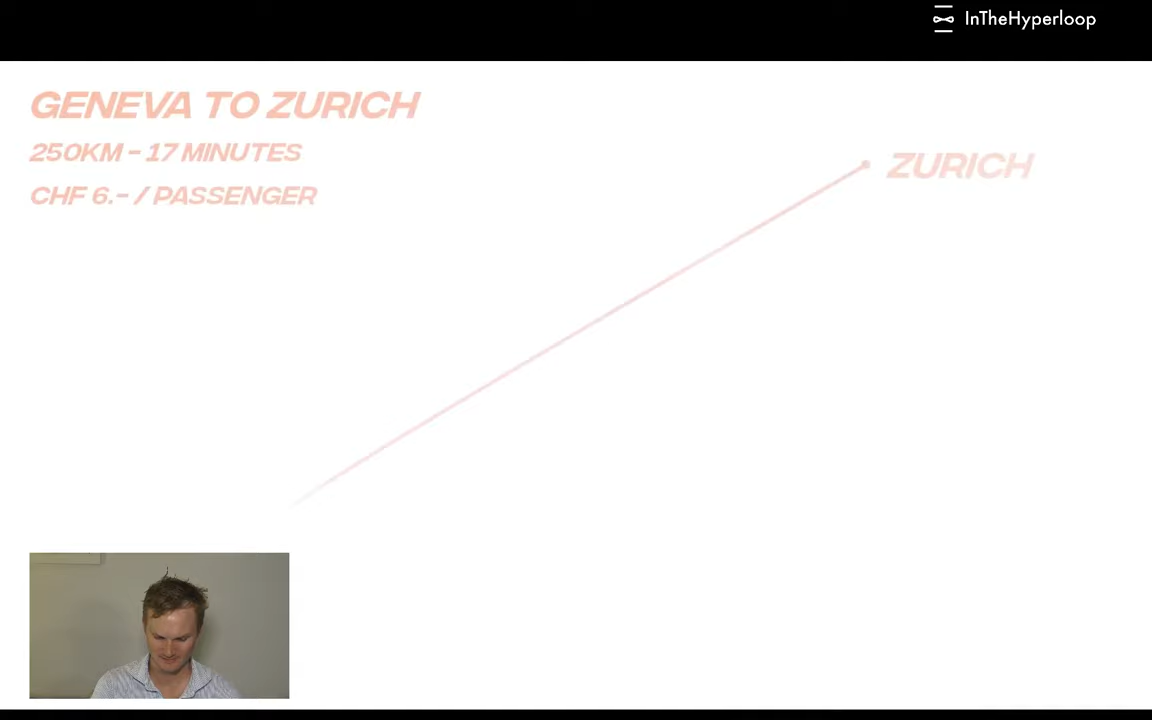 InTheHyperloop
GENEVA TO ZURICH
250KM - 17 MINUTES
ZURICH
CHF 6.- / PASSENGER